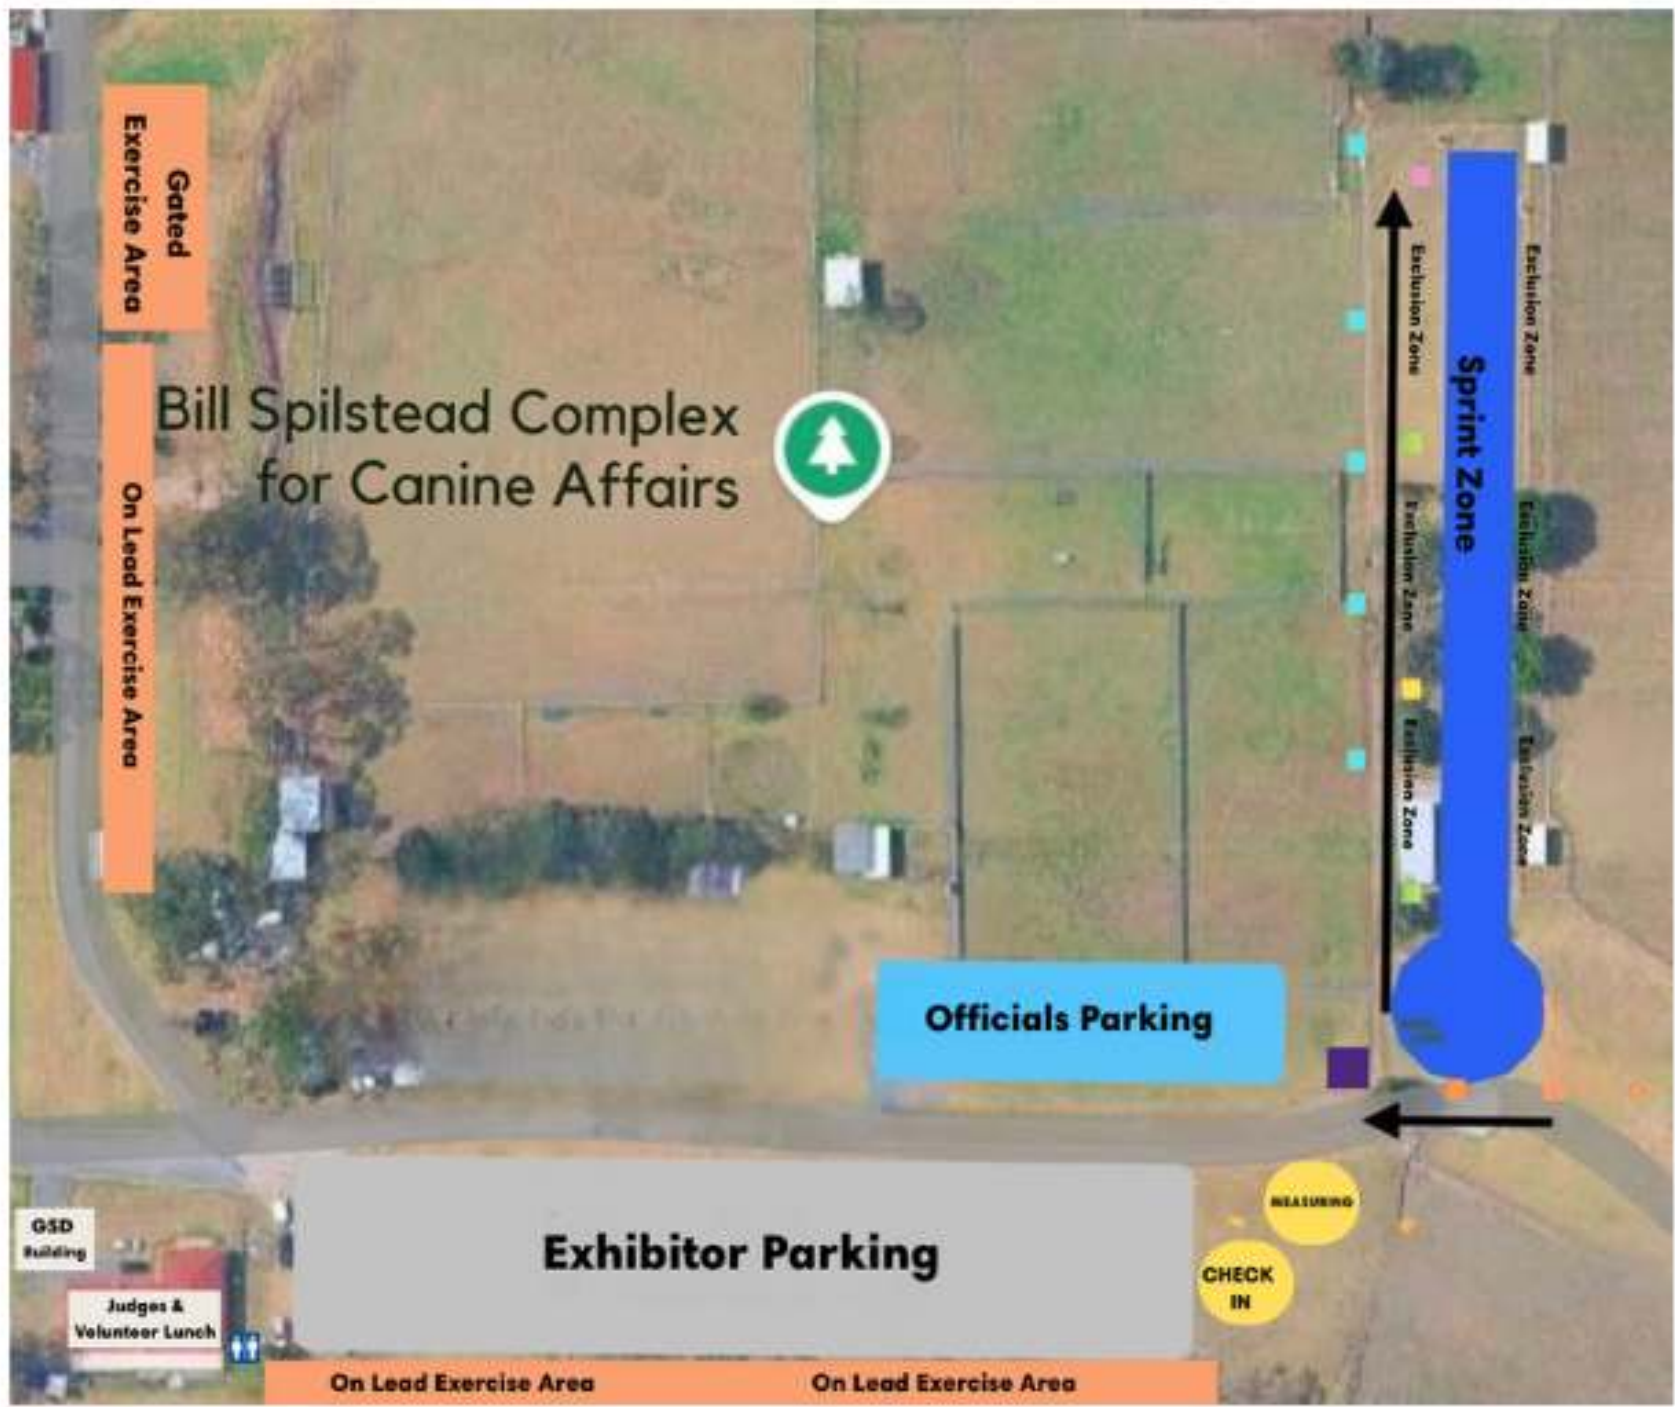 Gated
Exercise Area
On Lead Exercise Area
Bill Spilstead Complex
for Canine Affairs
Exclusion Zone
Exclusion Zone
Exclusion Zone
Sprint Zone
Exclusion Zone
Exclusion Zone
Exclusion Zone
Officials Parking
MEASURING
CHECK
IN
Exhibitor Parking
GSD
Building
Judges &
Volunteer Lunch
On Lead Exercise Area
On Lead Exercise Area